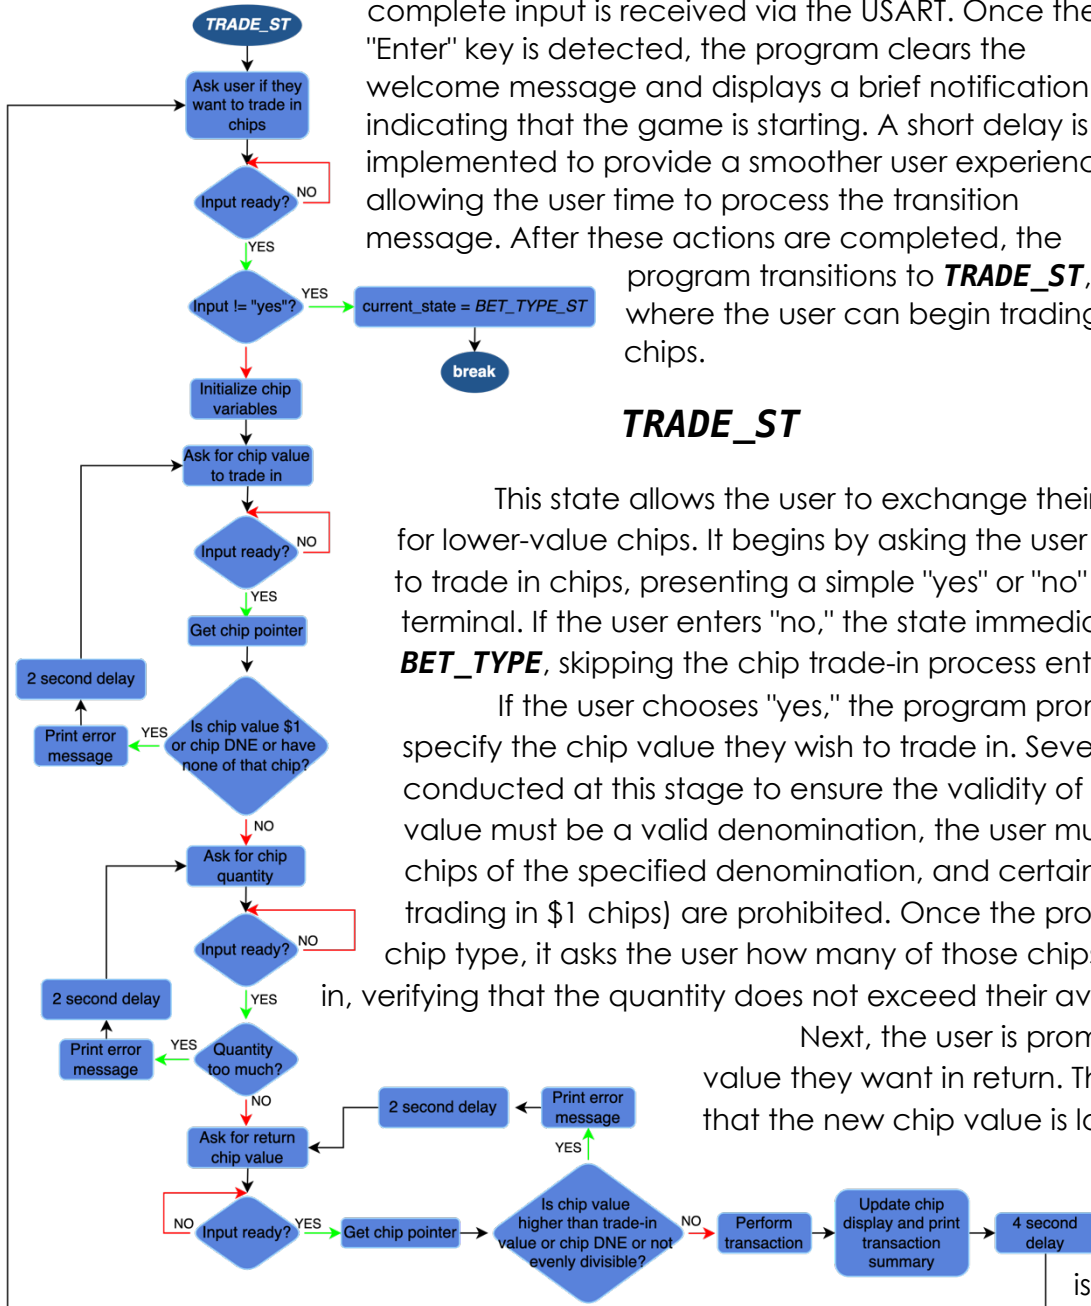 TRADE_ST
Ask user if they
want to trade in
chips
Input ready?
NO
YES
Input != "yes"?
YES
current_state = BET_TYPE_ST
break
Initialize chip
variables
Ask for chip value
to trade in
Input ready?
NO
YES
Get chip pointer
2 second delay
Print error
message
YES
Is chip value $1
or chip DNE or have
none of that chip?
NO
Ask for chip
quantity
Input ready?
NO
2 second delay
YES
Print error
message
YES
Quantity
too much?
NO
2 second delay
Print error
message
Ask for return
chip value
YES
NO
Input ready?
YES
Get chip pointer
Is chip value
higher than trade-in
value or chip DNE or not
evenly divisible?
NO
Perform
transaction
Update chip
display and print
transaction
summary
4 second
delay
complete input is received via the USART. Once the
"Enter" key is detected, the program clears the
welcome message and displays a brief notification
indicating that the game is starting. A short delay is
implemented to provide a smoother user
allowing the user time to process the transition
message. After these actions are completed, the
program transitions to TRADE_ST,
where the user can begin trading
chips.
TRADE_ST
This state allows the user to exchange their
for lower-value chips. It begins by asking the user
to trade in chips, presenting a simple "yes" or "no"
terminal. If the user enters "no," the state
BET_TYPE, skipping the chip trade-in process
If the user chooses "yes," the program
specify the chip value they wish to trade in.
conducted at this stage to ensure the validity of
value must be a valid denomination, the user
chips of the specified denomination, and
trading in $1 chips) are prohibited. Once the
chip type, it asks the user how many of those chips
in, verifying that the quantity does not exceed their
Next, the user is
value they want in return.
that the new chip value is
is